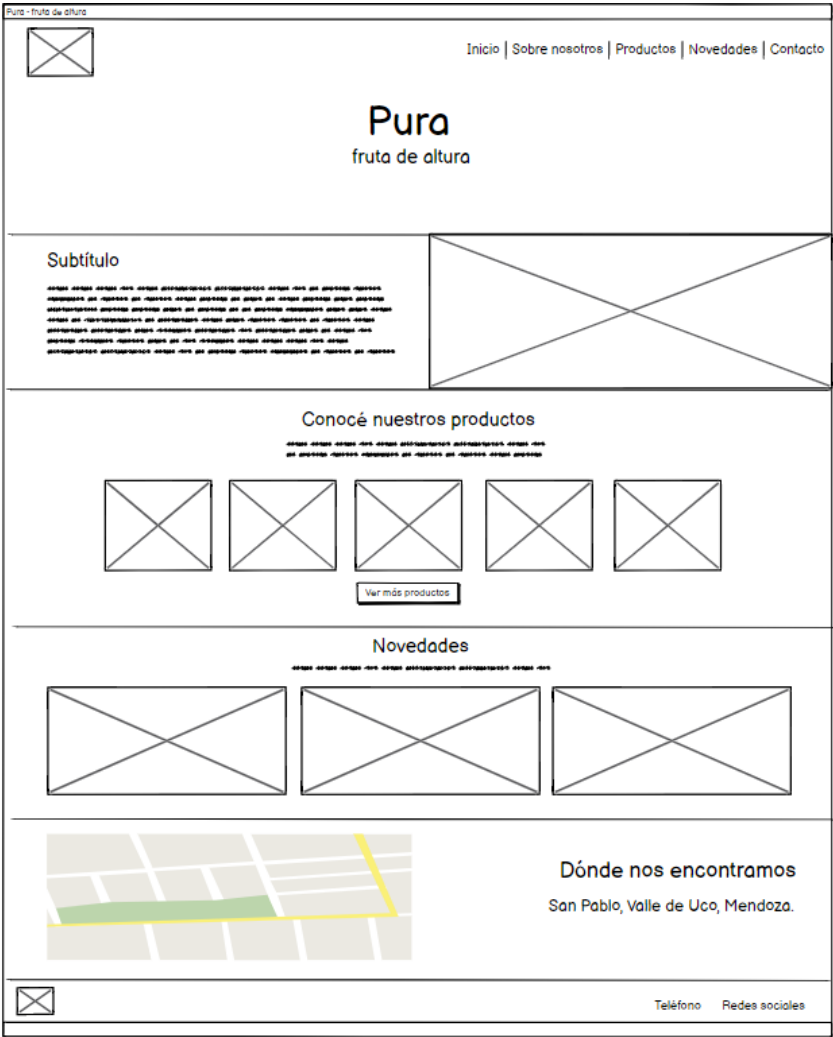 Pura - fruta de altura
Inicio | Sobre nosotros | Productos | Novedades | Contacto
Pura
fruta de altura
Subtítulo
Conocé nuestros productos
Ver más productos
Novedades
Dónde nos encontramos
San Pablo, Valle de Uco, Mendoza.
Teléfono Redes sociales